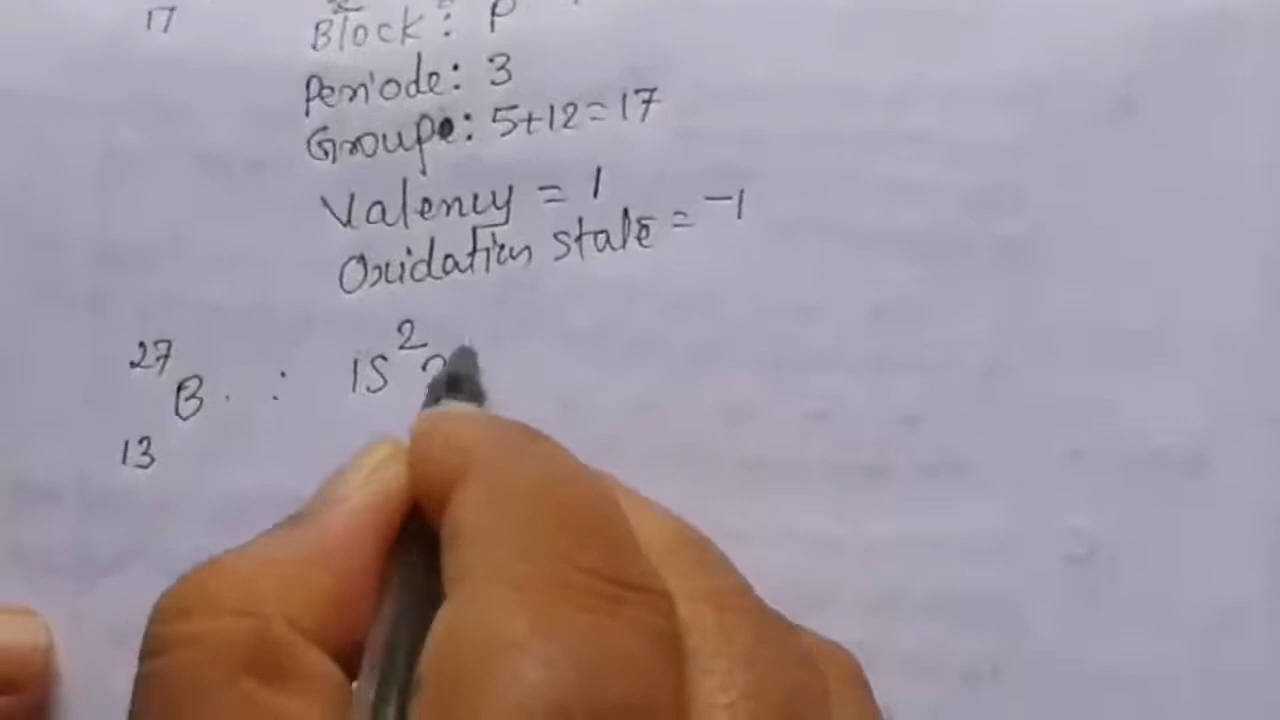 17
Block: P
Periode: 3
Groupe: 5+12=17
Valency = 1
Oxidation state = -1
27
B : 1S²
13